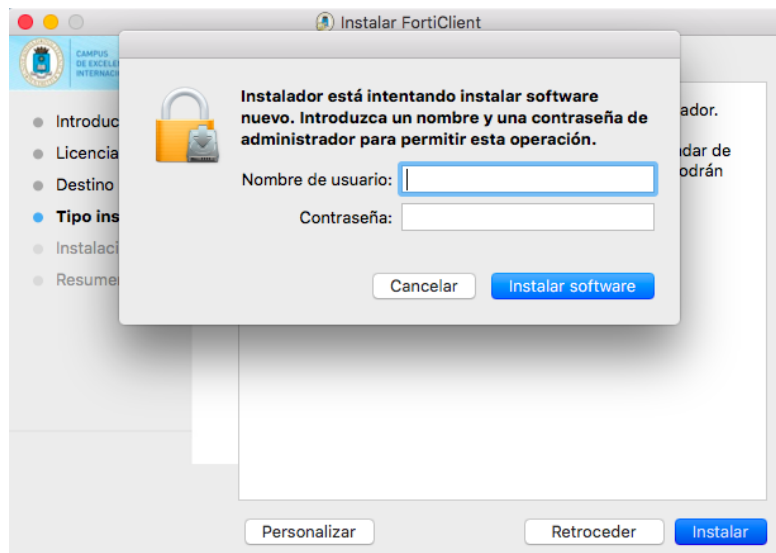 Instalar FortiClient
CAMPUS
DE EXCELE
INTERNACI
Instalador está intentando instalar software
nuevo. Introduzca un nombre y una contraseña de
administrador para permitir esta operación.
Nombre de usuario:
Contraseña:
Cancelar
Instalar software
Introduc
Licencia
Destino
Tipo ins
Instalaci
Resumen
ador.
dar de
odrán
Personalizar
Retroceder
Instalar